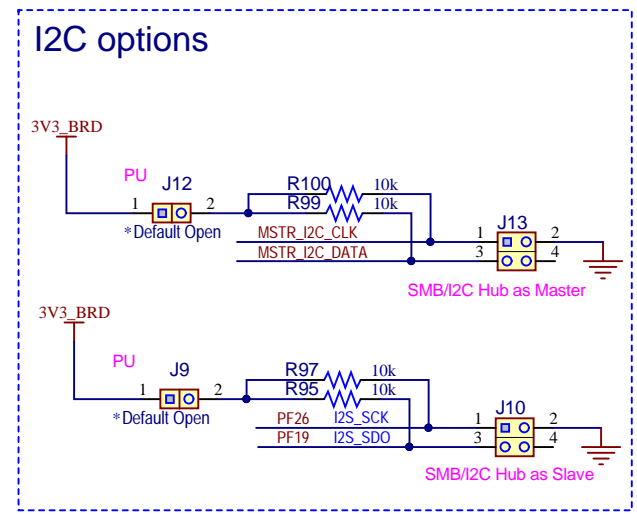 I2C options
3V3_BRD
PU
J12
1 2
*Default Open
R100 10k
R99 10k
MSTR_I2C_CLK
MSTR_I2C_DATA
J13
1 2
3 4
SMB/I2C Hub as Master
3V3_BRD
PU
J9
1 2
*Default Open
R97 10k
R95 10k
PF26 I2S_SCK
PF19 I2S_SDO
J10
1 2
3 4
SMB/I2C Hub as Slave